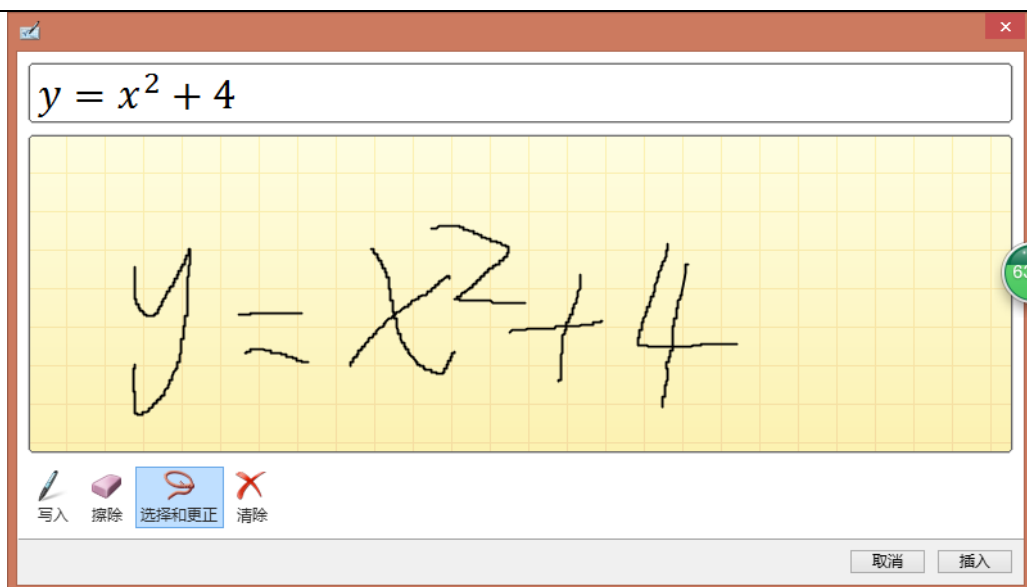 y = x² + 4
y = x² + 4
写入 擦除 选择和更正 清除
取消 插入